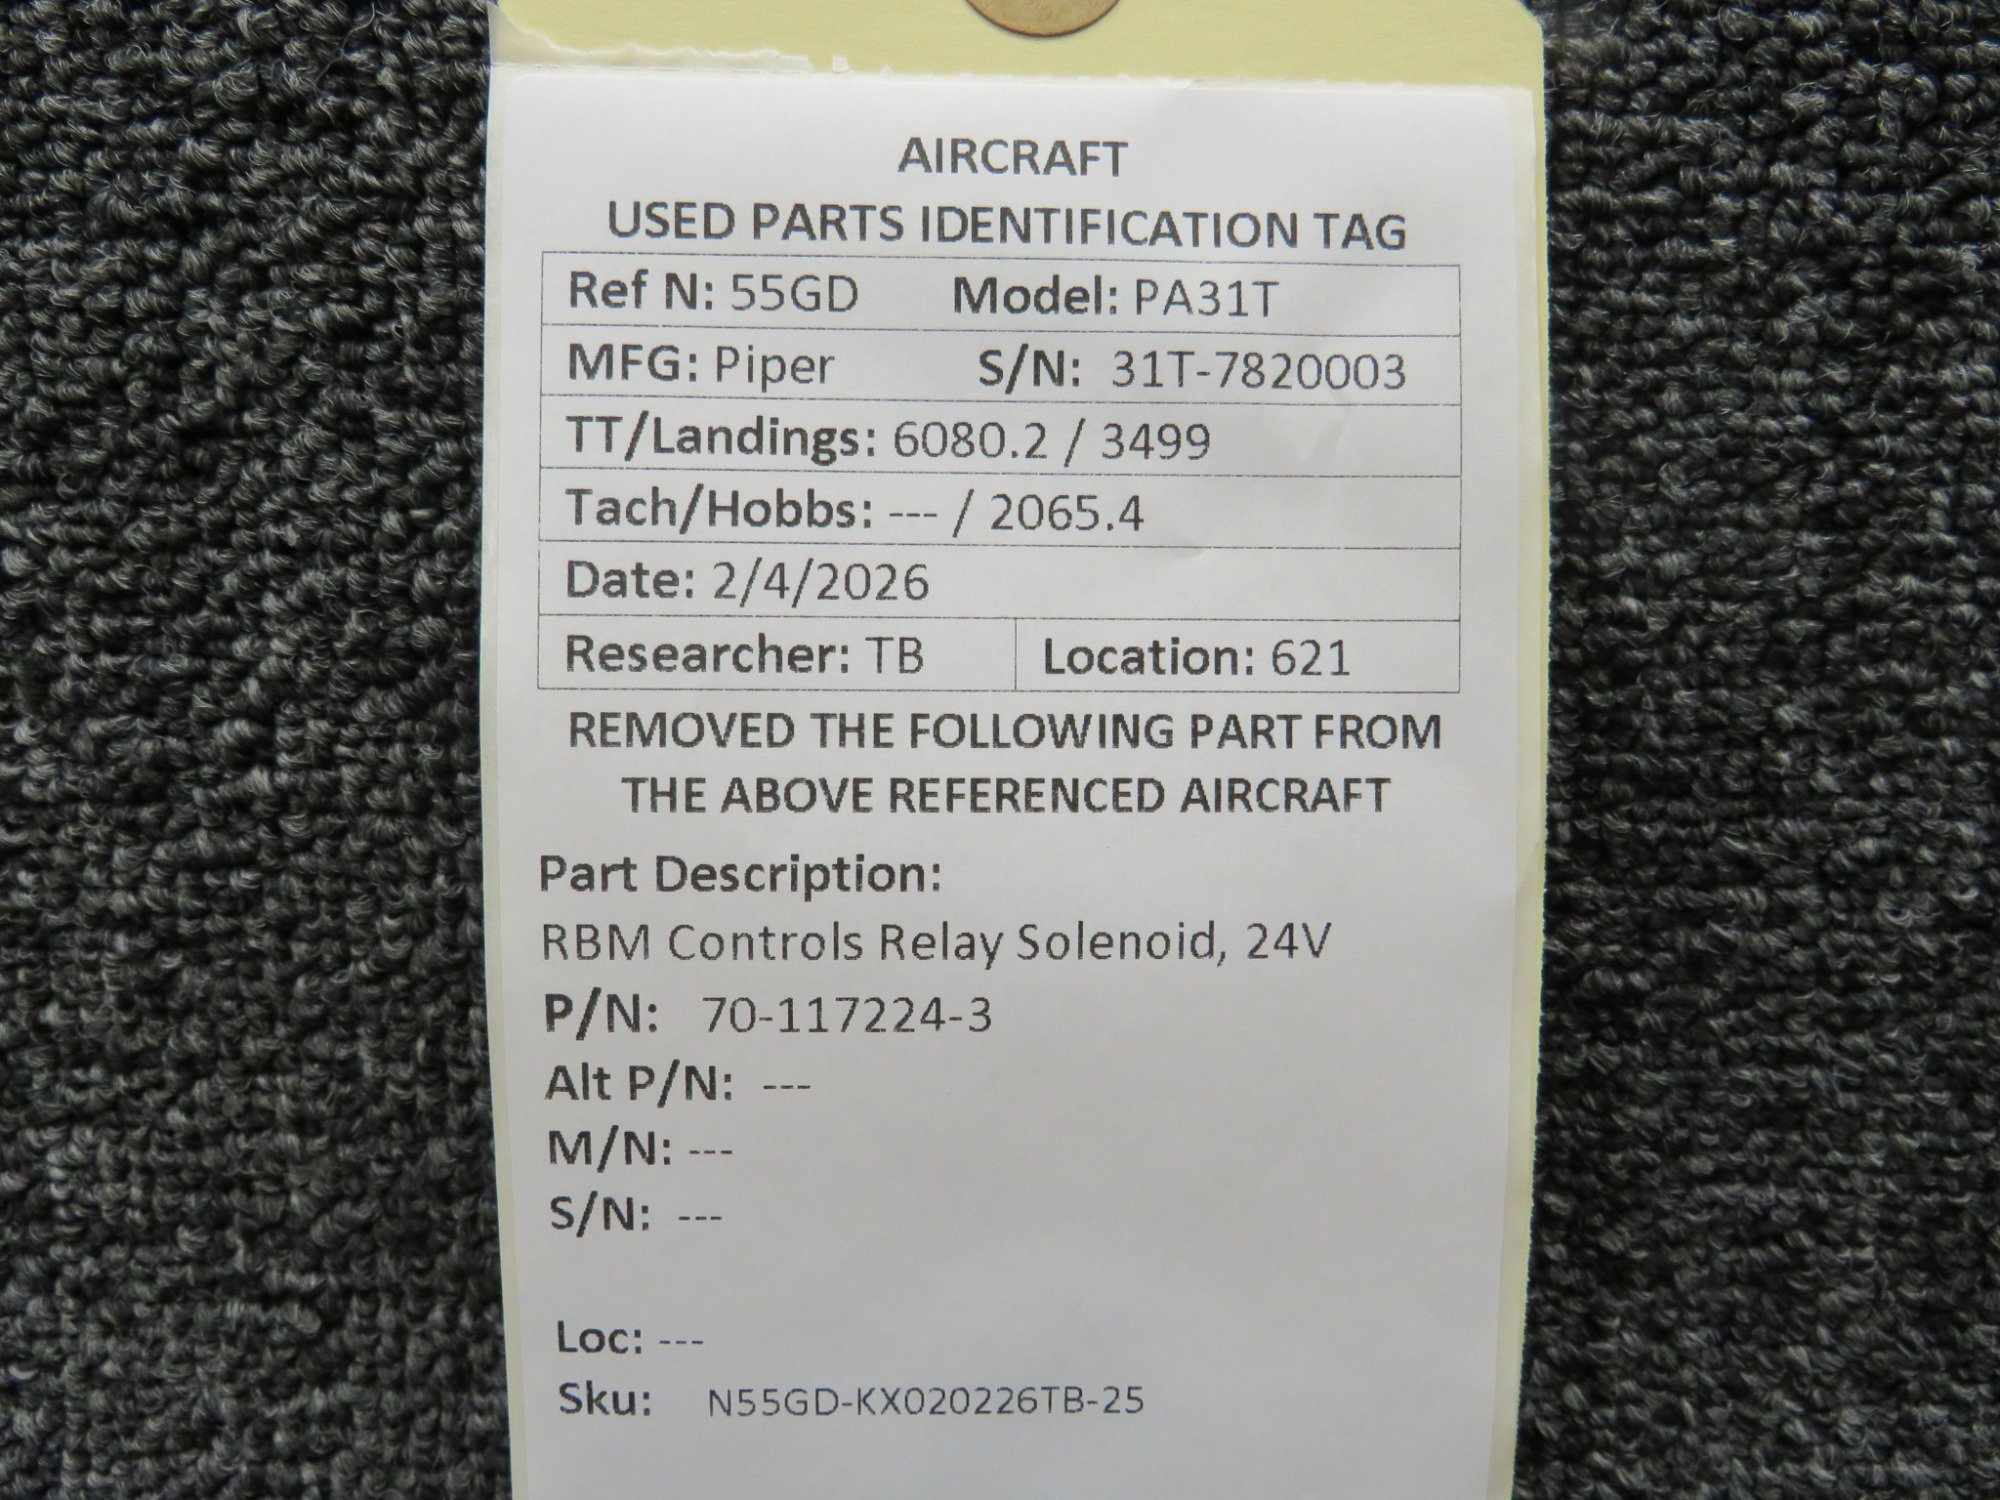 AIRCRAFT
USED PARTS IDENTIFICATION TAG
Ref N: 55GD Model: PA31T
MFG: Piper S/N: 31T-7820003
TT/Landings: 6080.2 / 3499
Tach/Hobbs: --- / 2065.4
Date: 2/4/2026
Researcher: TB Location: 621
REMOVED THE FOLLOWING PART FROM
THE ABOVE REFERENCED AIRCRAFT
Part Description:
RBM Controls Relay Solenoid, 24V
P/N: 70-117224-3
Alt P/N: ---
M/N: ---
S/N: ---
Loc: ---
Sku: N55GD-KX020226TB-25